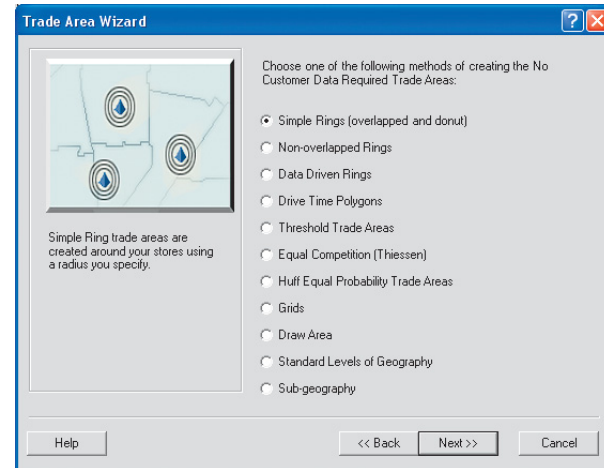 Trade Area Wizard
Choose one of the following methods of creating the No
Customer Data Required Trade Areas:
Simple Rings (overlapped and donut)
Non-overlapped Rings
Data Driven Rings
Drive Time Polygons
Threshold Trade Areas
Equal Competition (Thiessen)
Huff Equal Probability Trade Areas
Grids
Draw Area
Standard Levels of Geography
Sub-geography
Simple Ring trade areas are
created around your stores using
a radius you specify.
Help
<< Back
Next >>
Cancel